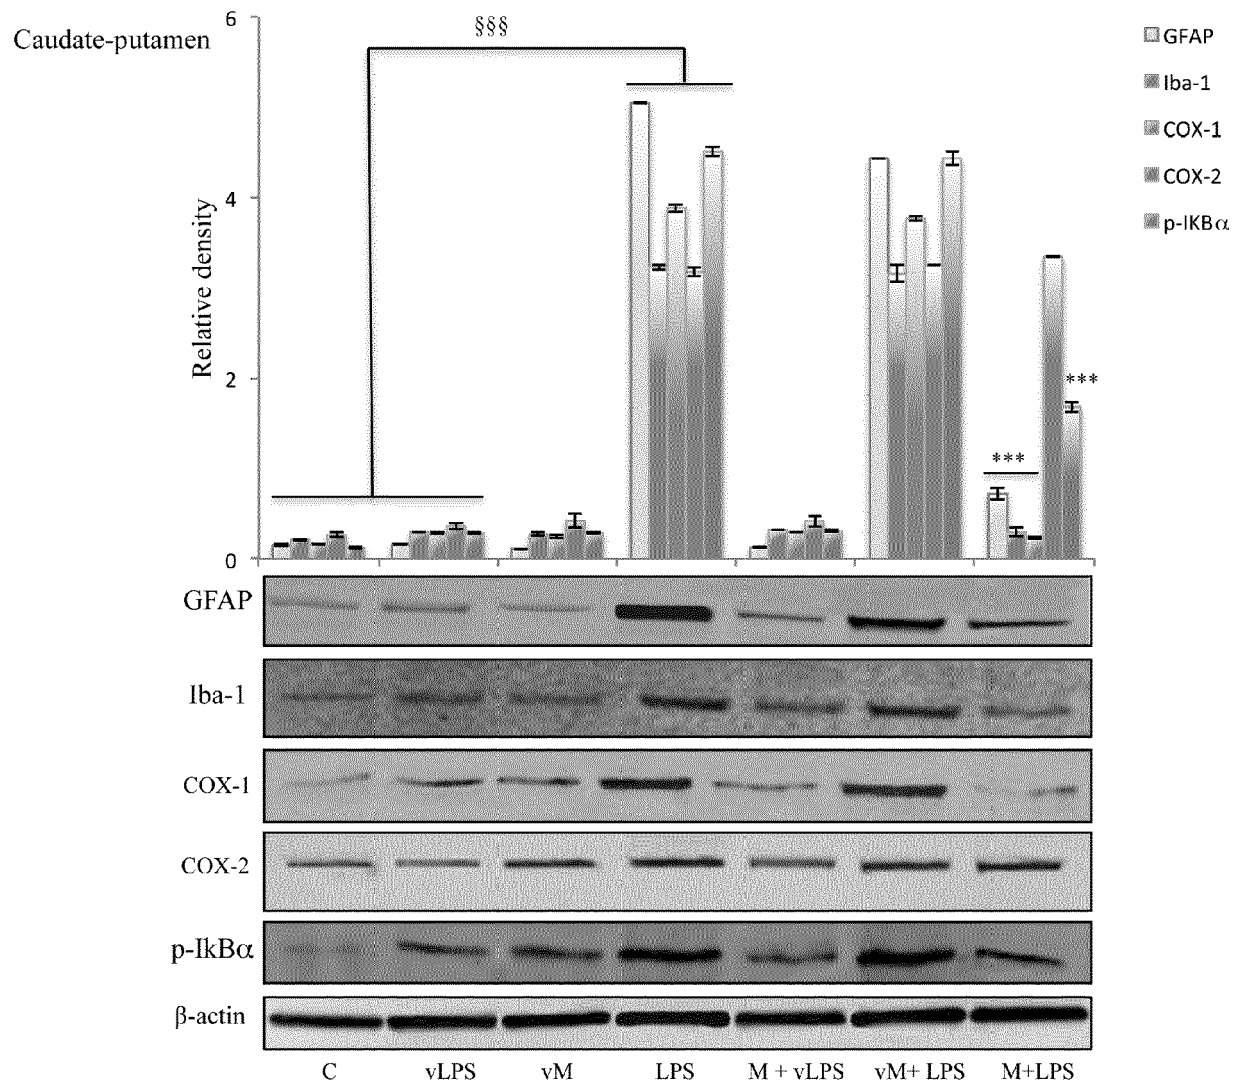 Caudate-putamen
§§§
6
4
2
0
Relative density
GFAP
Iba-1
COX-1
COX-2
p-IKBα
***
***
GFAP
Iba-1
COX-1
COX-2
p-IkBα
β-actin
C vLPS vM LPS M + vLPS vM+ LPS M+LPS